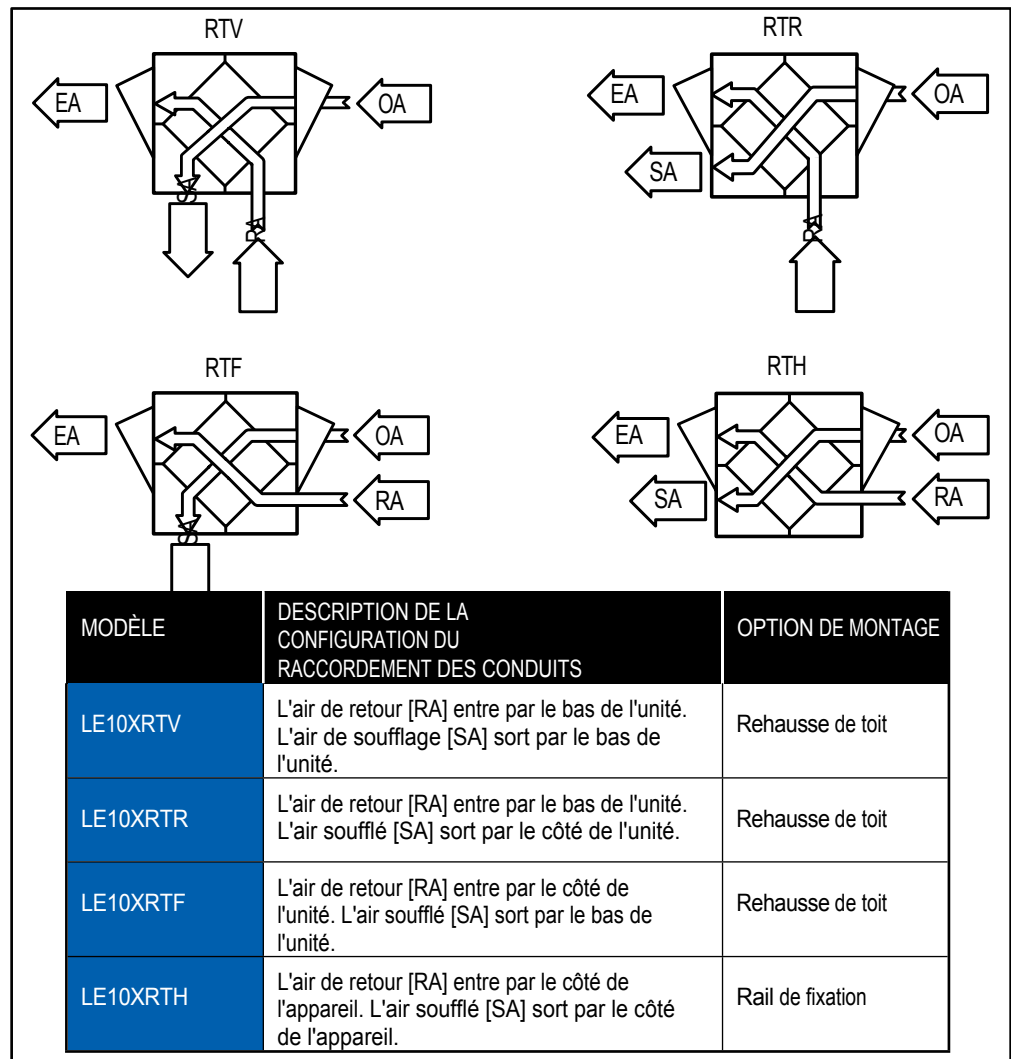 RTV
RTR
EA
OA
EA
OA
SA
SA
RA
RA
RTF
RTH
EA
OA
EA
OA
RA
SA
RA
SA
MODÈLE
DESCRIPTION DE LA
CONFIGURATION DU
RACCORDEMENT DES CONDUITS
OPTION DE MONTAGE
LE10XRTV
L'air de retour [RA] entre par le bas de l'unité.
L'air de soufflage [SA] sort par le bas de
l'unité.
Rehausse de toit
LE10XRTR
L'air de retour [RA] entre par le bas de l'unité.
L'air soufflé [SA] sort par le côté de l'unité.
Rehausse de toit
LE10XRTF
L'air de retour [RA] entre par le côté de
l'unité. L'air soufflé [SA] sort par le bas de
l'unité.
Rehausse de toit
LE10XRTH
L'air de retour [RA] entre par le côté de
l'appareil. L'air soufflé [SA] sort par le côté
de l'appareil.
Rail de fixation